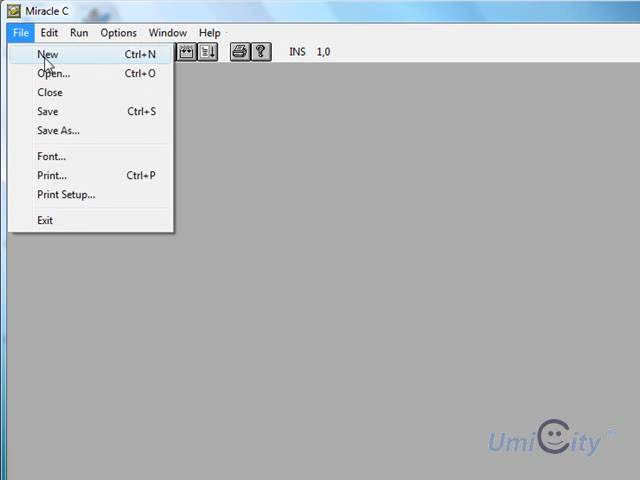 Miracle C
File Edit Run Options Window Help
INS 1,0
New Ctrl+N
Open... Ctrl+O
Close
Save Ctrl+S
Save As...
Font...
Print... Ctrl+P
Print Setup...
Exit
UmiCity